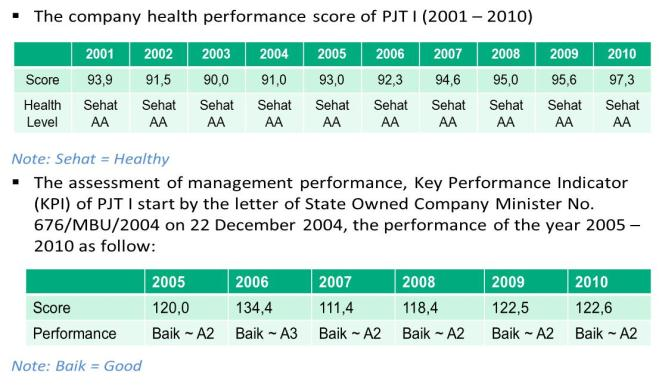 ▪ The company health performance score of PJT I (2001 – 2010)
2001 2002 2003 2004 2005 2006 2007 2008 2009 2010
Score 93,9 91,5 90,0 91,0 93,0 92,3 94,6 95,0 95,6 97,3
Health Level Sehat AA Sehat AA Sehat AA Sehat AA Sehat AA Sehat AA Sehat AA Sehat AA Sehat AA Sehat AA
Note: Sehat = Healthy
▪ The assessment of management performance, Key Performance Indicator
(KPI) of PJT I start by the letter of State Owned Company Minister No.
676/MBU/2004 on 22 December 2004, the performance of the year 2005 –
2010 as follow:
2005 2006 2007 2008 2009 2010
Score 120,0 134,4 111,4 118,4 122,5 122,6
Performance Baik ~ A2 Baik ~ A3 Baik ~ A2 Baik ~ A2 Baik ~ A2 Baik ~ A2
Note: Baik = Good